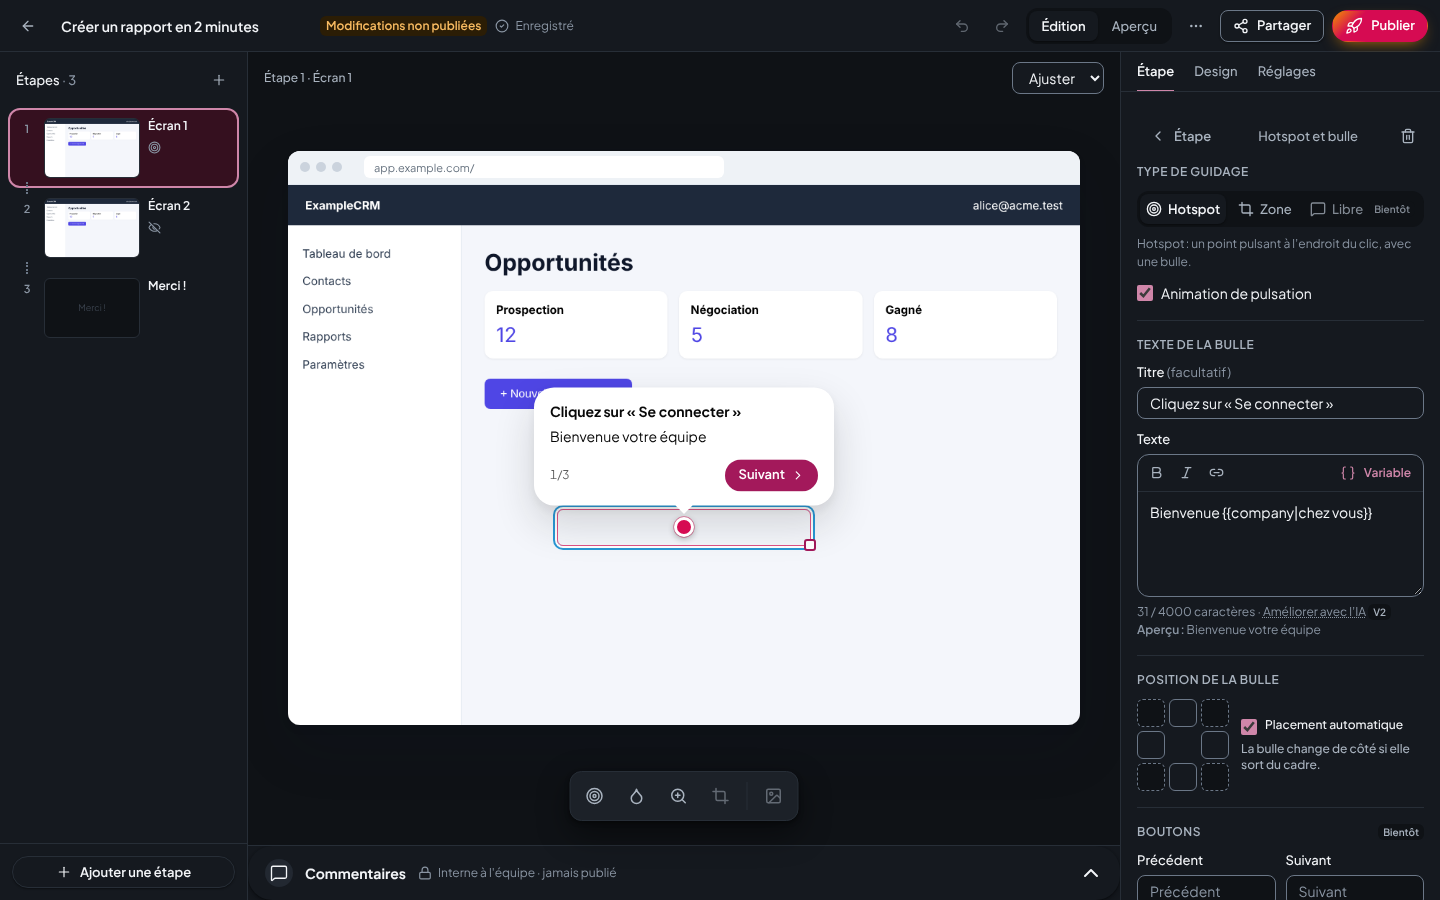 Créer un rapport en 2 minutes
Modifications non publiées
Enregistré
Édition
Aperçu
Partager
Publier
Étapes · 3
1
Écran 1
2
Écran 2
3
Merci !
Merci !
Ajouter une étape
Étape 1 · Écran 1
Ajuster
app.example.com/
ExampleCRM
alice@acme.test
Tableau de bord
Contacts
Opportunités
Rapports
Paramètres
Opportunités
Prospection
12
Négociation
5
Gagné
8
+ Nouv
Cliquez sur « Se connecter »
Bienvenue votre équipe
1/3
Suivant
Commentaires
Interne à l'équipe · jamais publié
Étape
Design
Réglages
Étape
Hotspot et bulle
TYPE DE GUIDAGE
Hotspot
Zone
Libre
Bientôt
Hotspot : un point pulsant à l'endroit du clic, avec
une bulle.
Animation de pulsation
TEXTE DE LA BULLE
Titre (facultatif)
Cliquez sur « Se connecter »
Texte
B
I
{ } Variable
Bienvenue {{company|chez vous}}
31 / 4000 caractères · Améliorer avec l'IA V2
Aperçu : Bienvenue votre équipe
POSITION DE LA BULLE
Placement automatique
La bulle change de côté si elle
sort du cadre.
BOUTONS
Bientôt
Précédent
Suivant
Précédent
Suivant